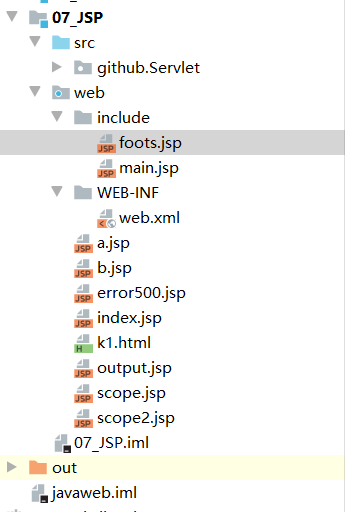 07_JSP
src
github.Servlet
web
include
foots.jsp
main.jsp
WEB-INF
web.xml
a.jsp
b.jsp
error500.jsp
index.jsp
k1.html
output.jsp
scope.jsp
scope2.jsp
07_JSP.iml
out
javaweb.iml